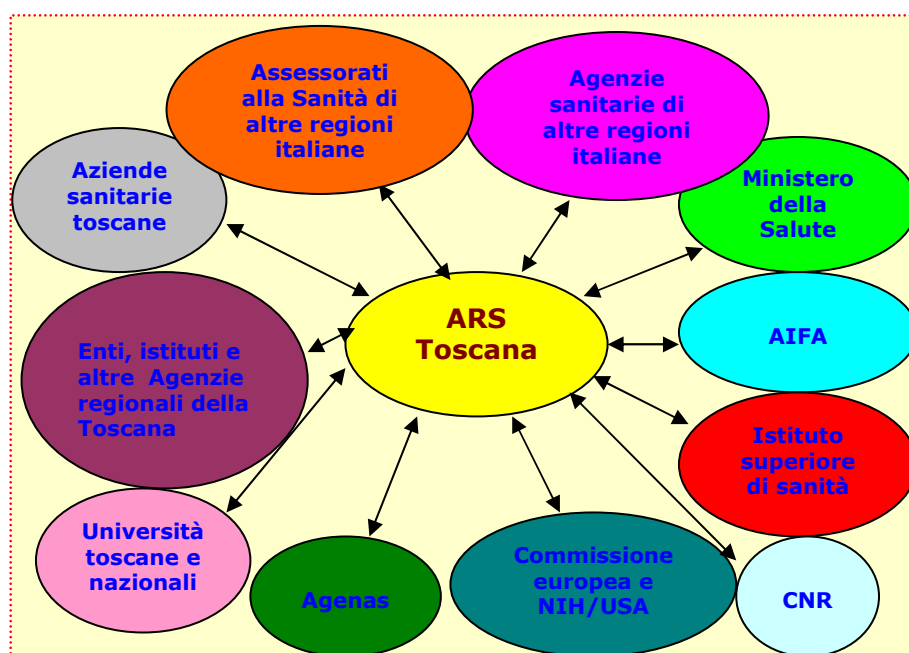 Assessorati
alla Sanità di
altre regioni
italiane
Agenzie
sanitarie di
altre regioni
italiane
Aziende
sanitarie
toscane
Ministero
della
Salute
ARS
Toscana
AIFA
Enti, istituti e
altre  Agenzie
regionali della
Toscana
Istituto
superiore
di sanità
Università
toscane e
nazionali
Agenas
Commissione
europea e
NIH/USA
CNR